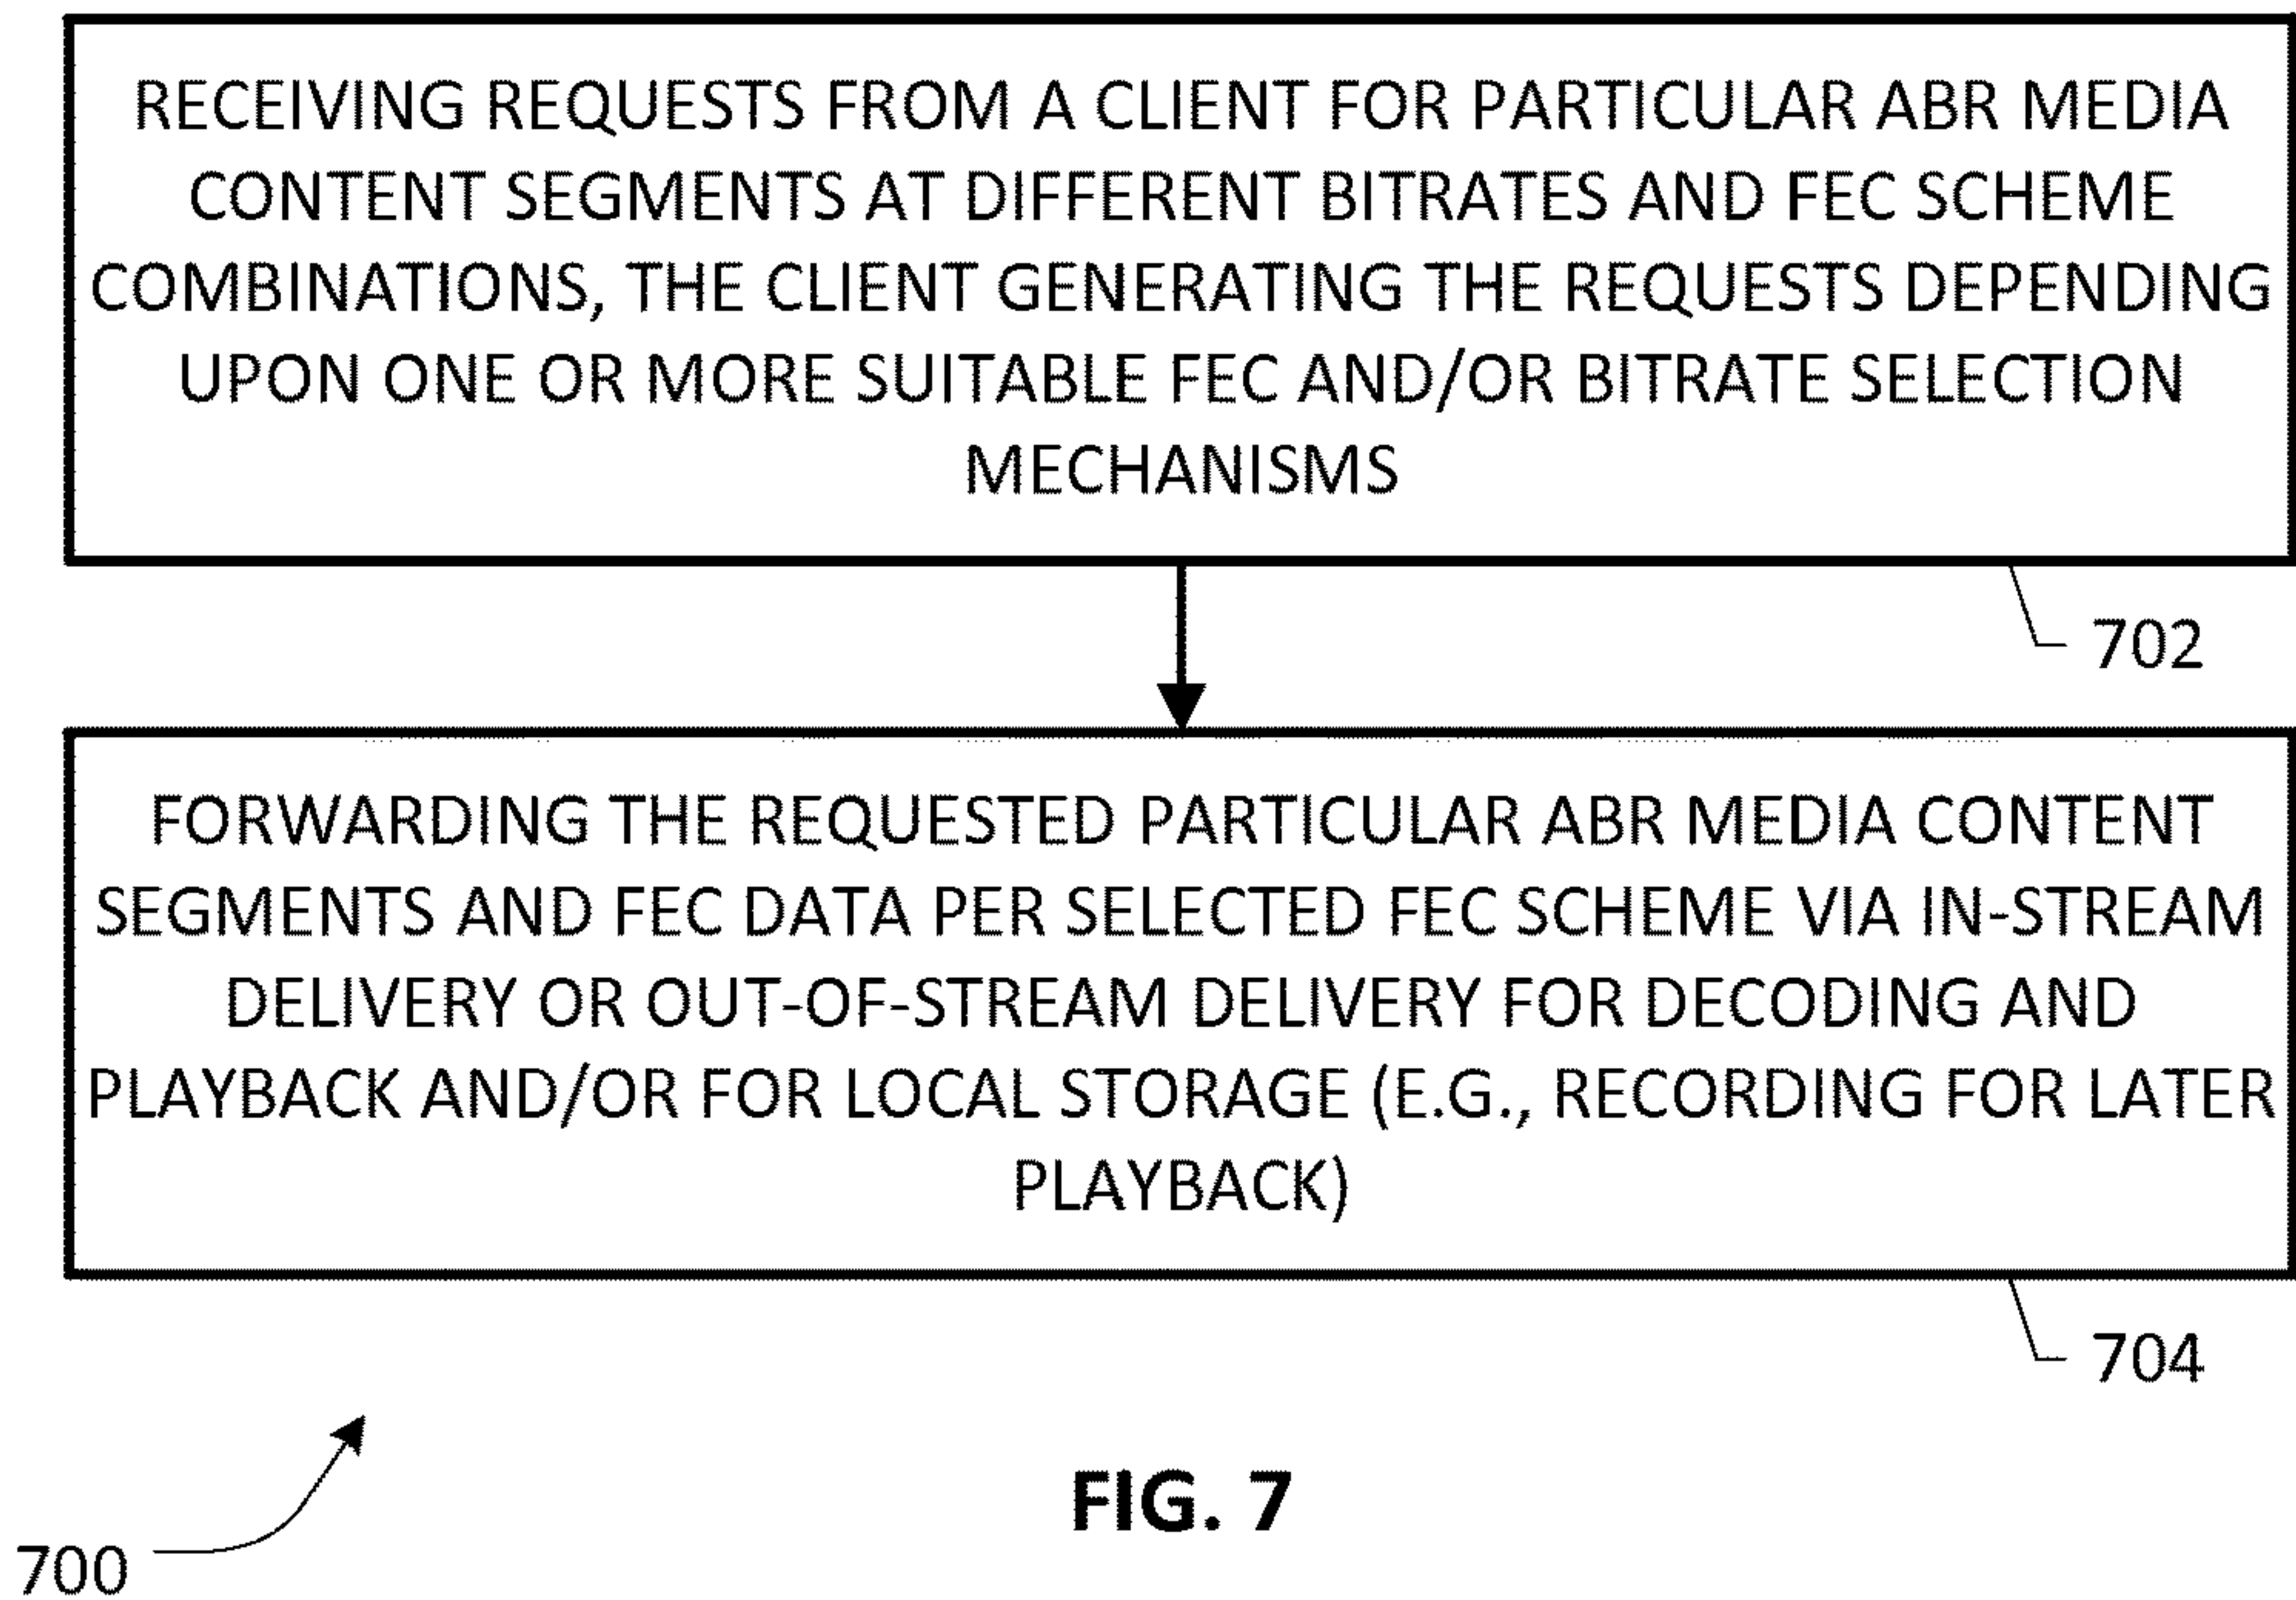 RECEIVING REQUESTS FROM A CLIENT FOR PARTICULAR ABR MEDIA
CONTENT SEGMENTS AT DIFFERENT BITRATES AND FEC SCHEME
COMBINATIONS, THE CLIENT GENERATING THE REQUESTS DEPENDING
UPON ONE OR MORE SUITABLE FEC AND/OR BITRATE SELECTION
MECHANISMS
702
FORWARDING THE REQUESTED PARTICULAR ABR MEDIA CONTENT
SEGMENTS AND FEC DATA PER SELECTED FEC SCHEME VIA IN-STREAM
DELIVERY OR OUT-OF-STREAM DELIVERY FOR DECODING AND
PLAYBACK AND/OR FOR LOCAL STORAGE (E.G., RECORDING FOR LATER
PLAYBACK)
704
FIG. 7
700